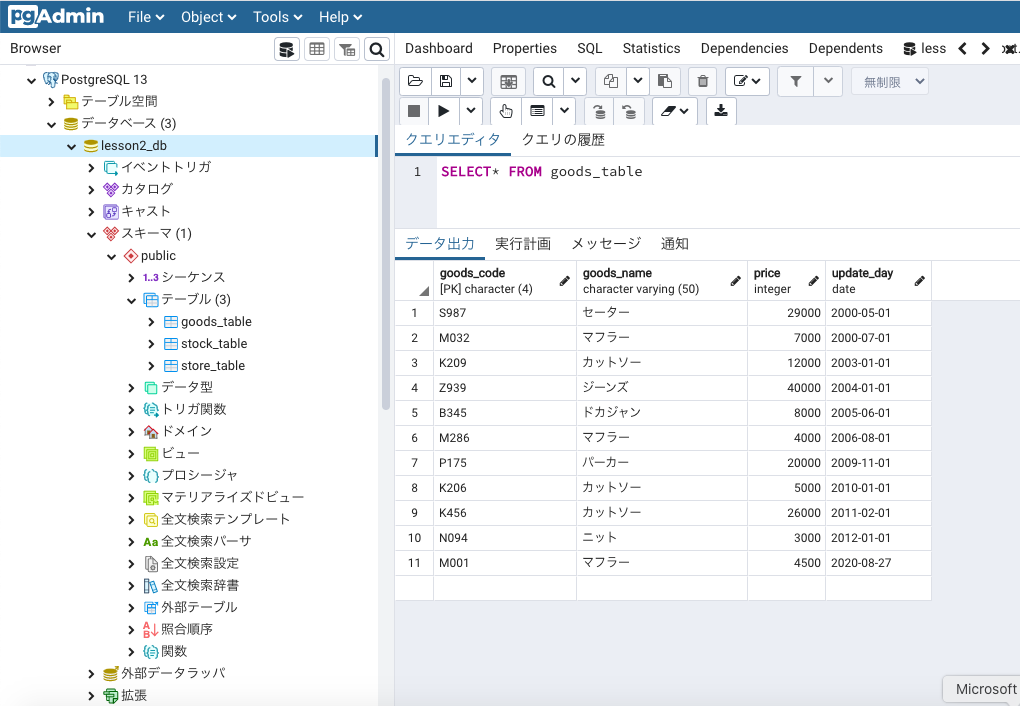 pgAdmin File Object Tools Help
Browser
Dashboard Properties SQL Statistics Dependencies Dependents less
PostgreSQL 13
テーブル空間
データベース (3)
lesson2_db
イベントトリガ
カタログ
キャスト
スキーマ (1)
public
1..3 シーケンス
テーブル (3)
goods_table
stock_table
store_table
データ型
トリガ関数
ドメイン
ビュー
プロシージャ
マテリアライズドビュー
全文検索テンプレート
Aa 全文検索パーサ
全文検索設定
全文検索辞書
外部テーブル
照合順序
関数
外部データラッパ
拡張
無制限
クエリエディタ クエリの履歴
1 SELECT* FROM goods_table
データ出力 実行計画 メッセージ 通知
goods_code goods_name price update_day
[PK] character (4) character varying (50) integer date
1 S987 セーター 29000 2000-05-01
2 M032 マフラー 7000 2000-07-01
3 K209 カットソー 12000 2003-01-01
4 Z939 ジーンズ 40000 2004-01-01
5 B345 ドカジャン 8000 2005-06-01
6 M286 マフラー 4000 2006-08-01
7 P175 パーカー 20000 2009-11-01
8 K206 カットソー 5000 2010-01-01
9 K456 カットソー 26000 2011-02-01
10 N094 ニット 3000 2012-01-01
11 M001 マフラー 4500 2020-08-27
Microsoft